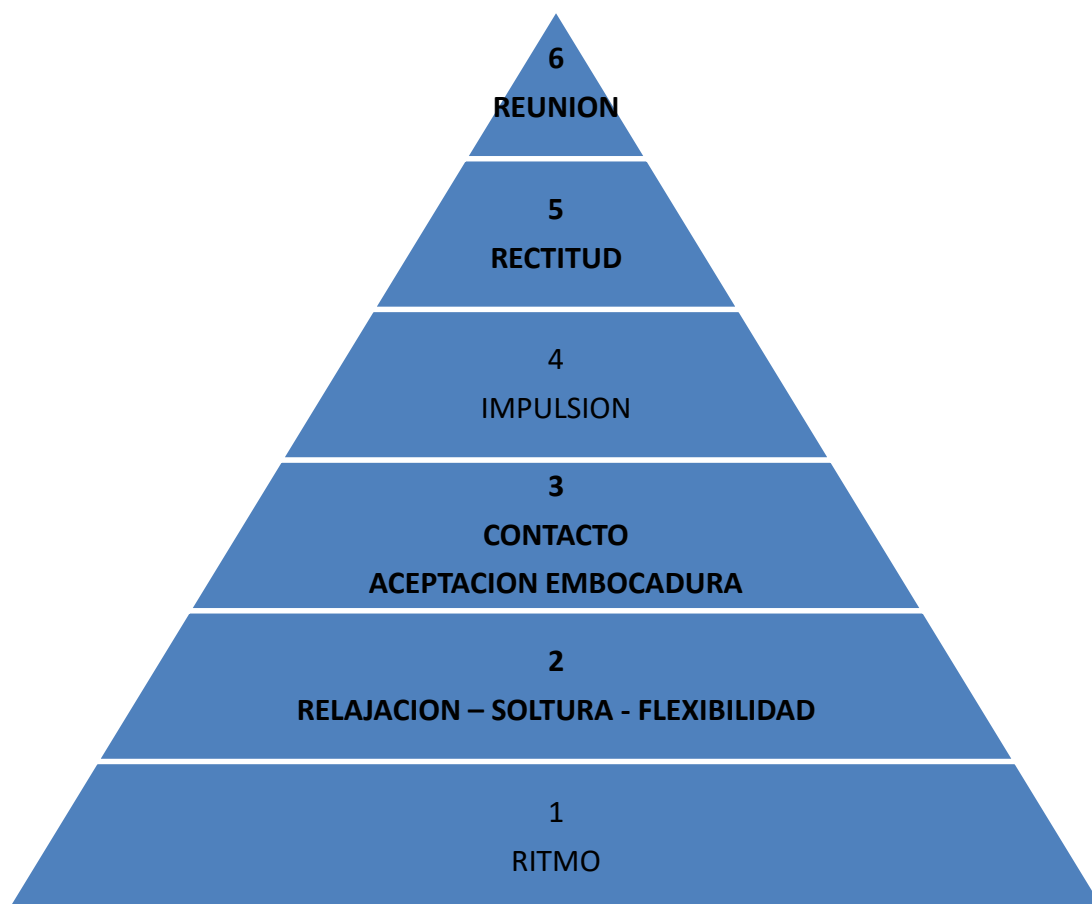 6
REUNION
5
RECTITUD
4
IMPULSION
3
CONTACTO
ACEPTACION EMBOCADURA
2
RELAJACION – SOLTURA - FLEXIBILIDAD
1
RITMO